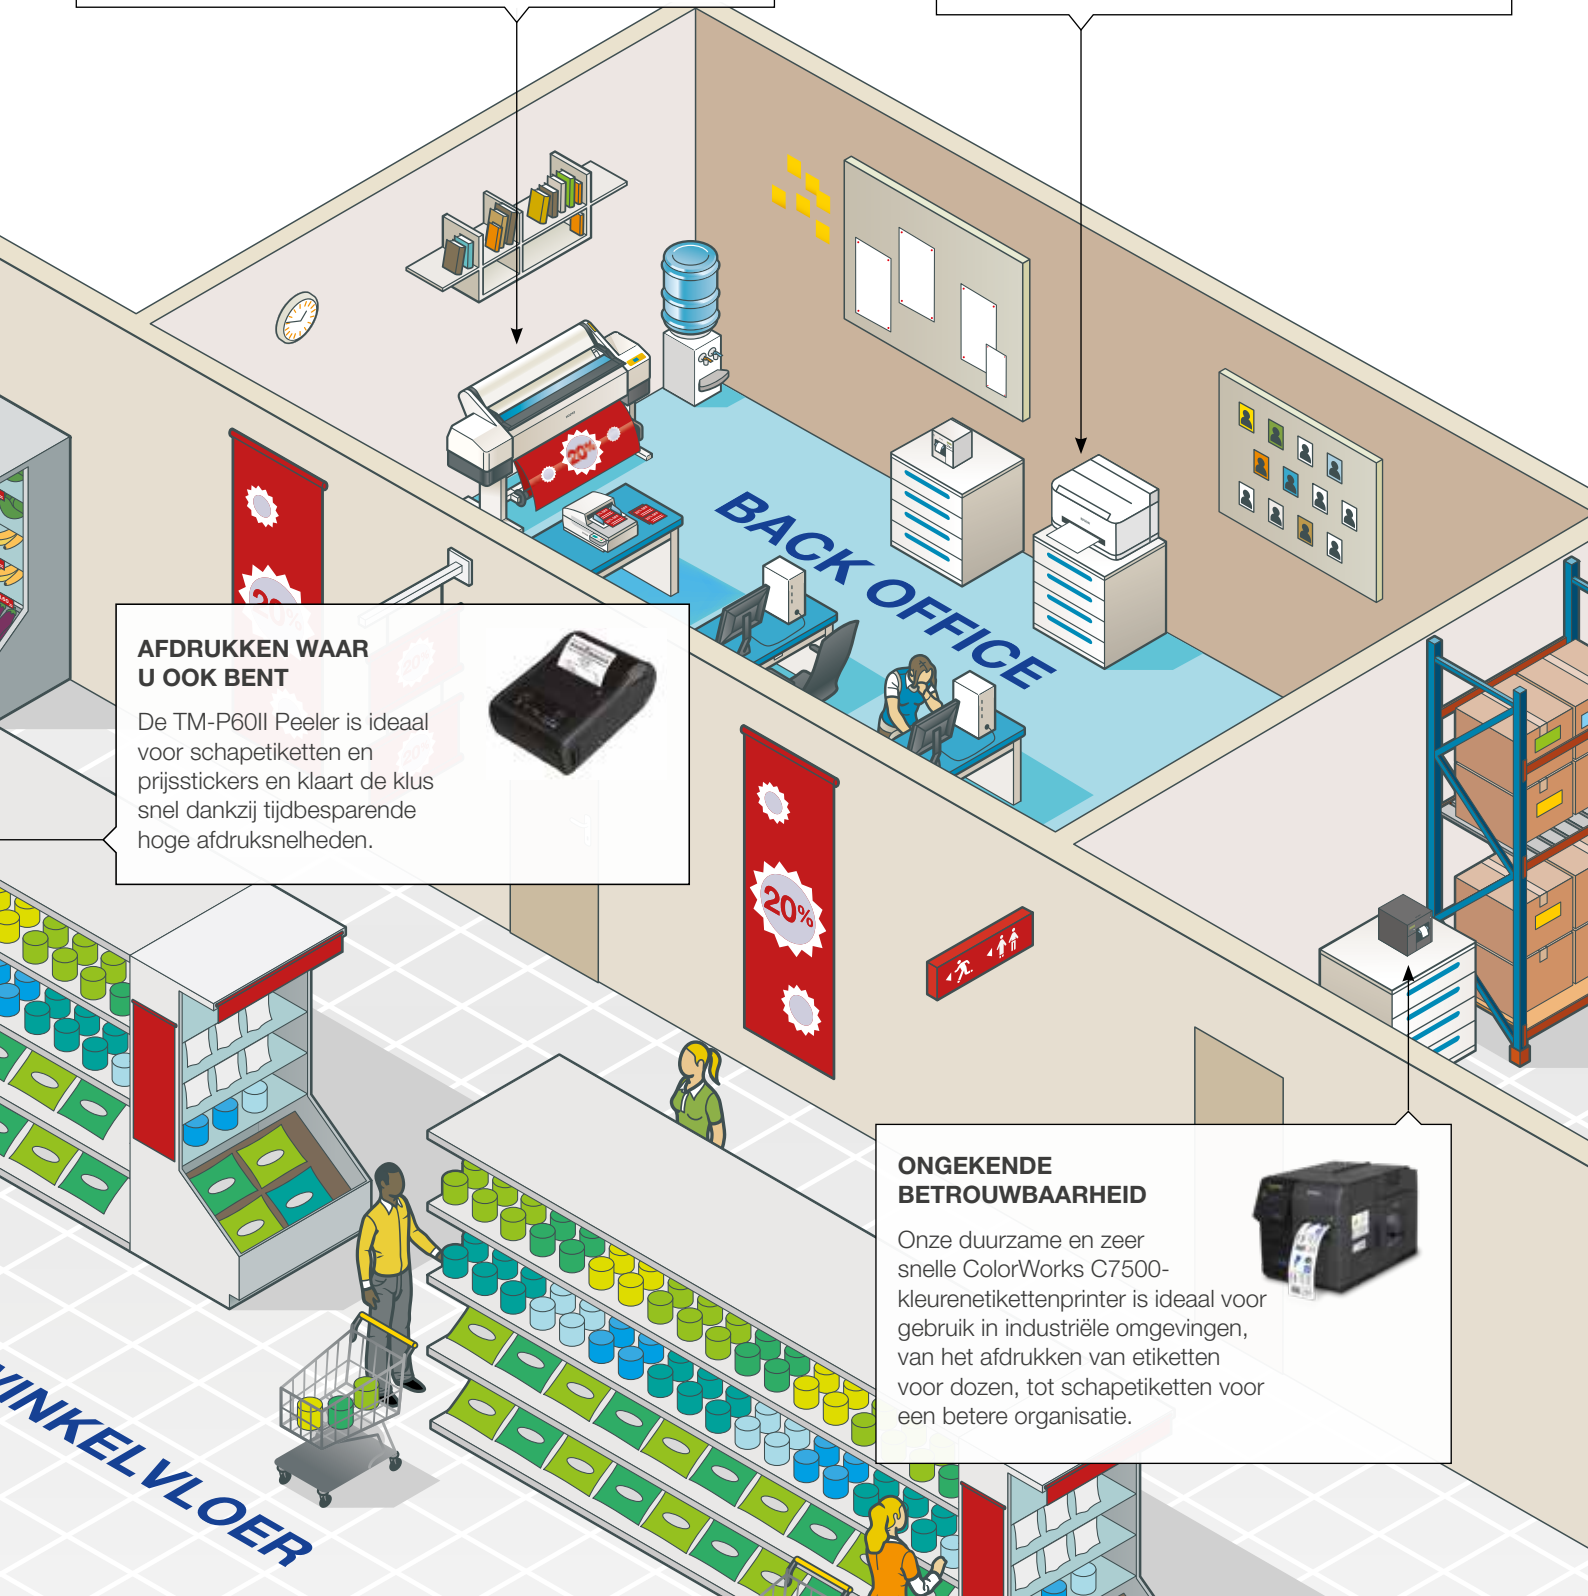 20%
BACK OFFICE
20%
AFDRUKKEN WAAR
U OOK BENT
De TM-P60II Peeler is ideaal
voor schapetiketten en
prijsstickers en klaart de klus
snel dankzij tijdbesparende
hoge afdruksnelheden.
20%
ONGEKENDE
BETROUWBAARHEID
Onze duurzame en zeer
snelle ColorWorks C7500-
kleurenetikettenprinter is ideaal voor
gebruik in industriële omgevingen,
van het afdrukken van etiketten
voor dozen, tot schapetiketten voor
een betere organisatie.
WINKELVLOER